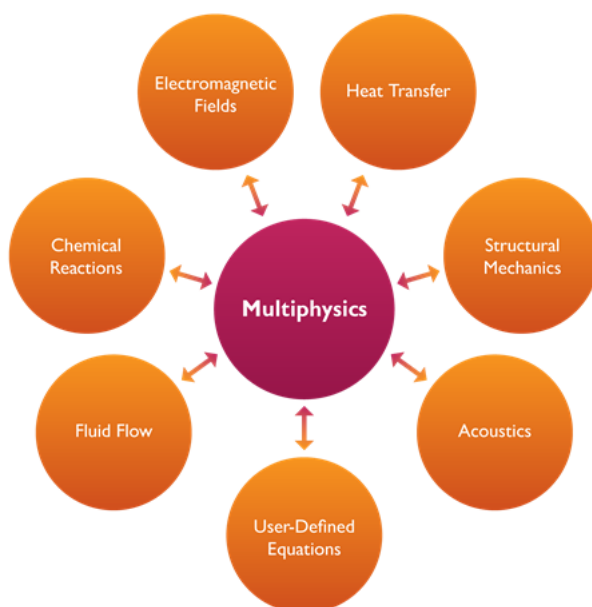 Electromagnetic
Fields
Heat Transfer
Chemical
Reactions
Structural
Mechanics
Multiphysics
Fluid Flow
Acoustics
User-Defined
Equations